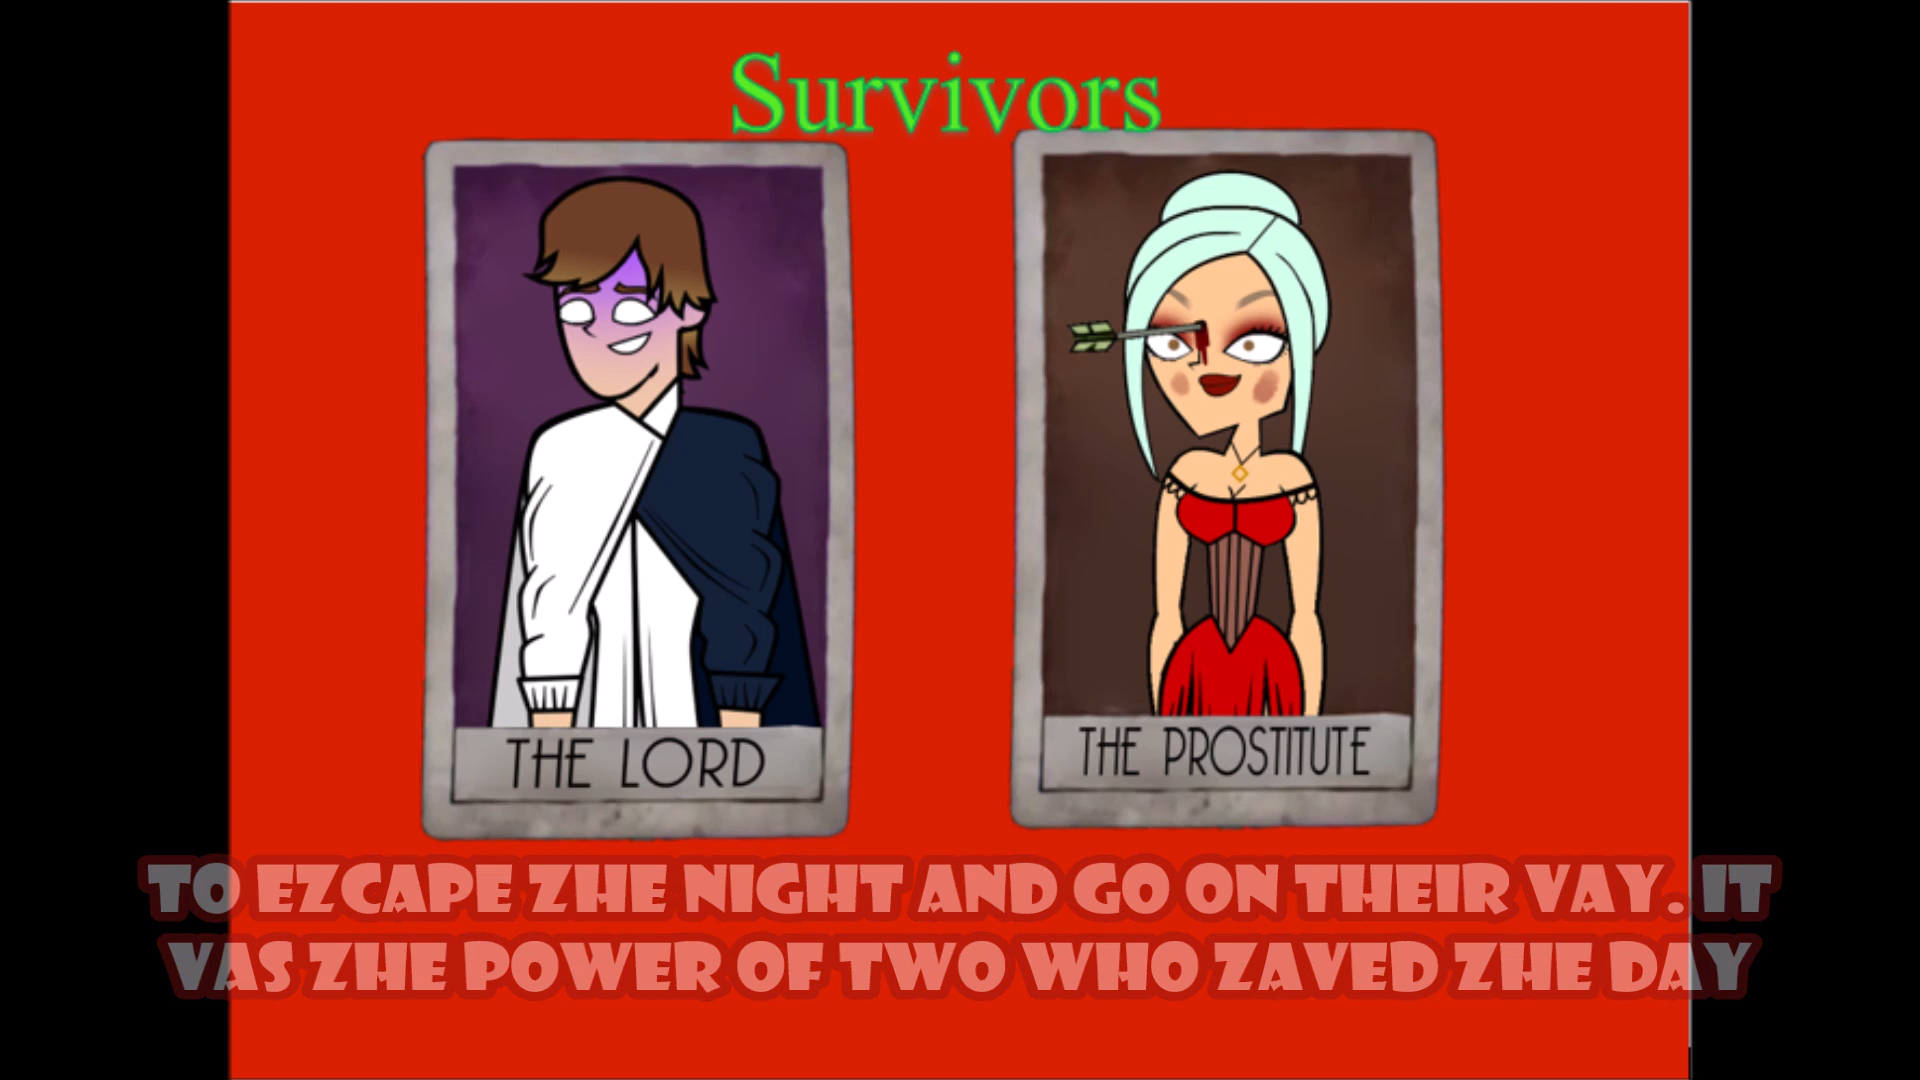 Survivors
THE LORD
THE PROSTITUTE
TO EZCAPE ZHE NIGHT AND GO ON THEIR VAY. IT
VAS ZHE POWER OF TWO WHO ZAVED ZHE DAY